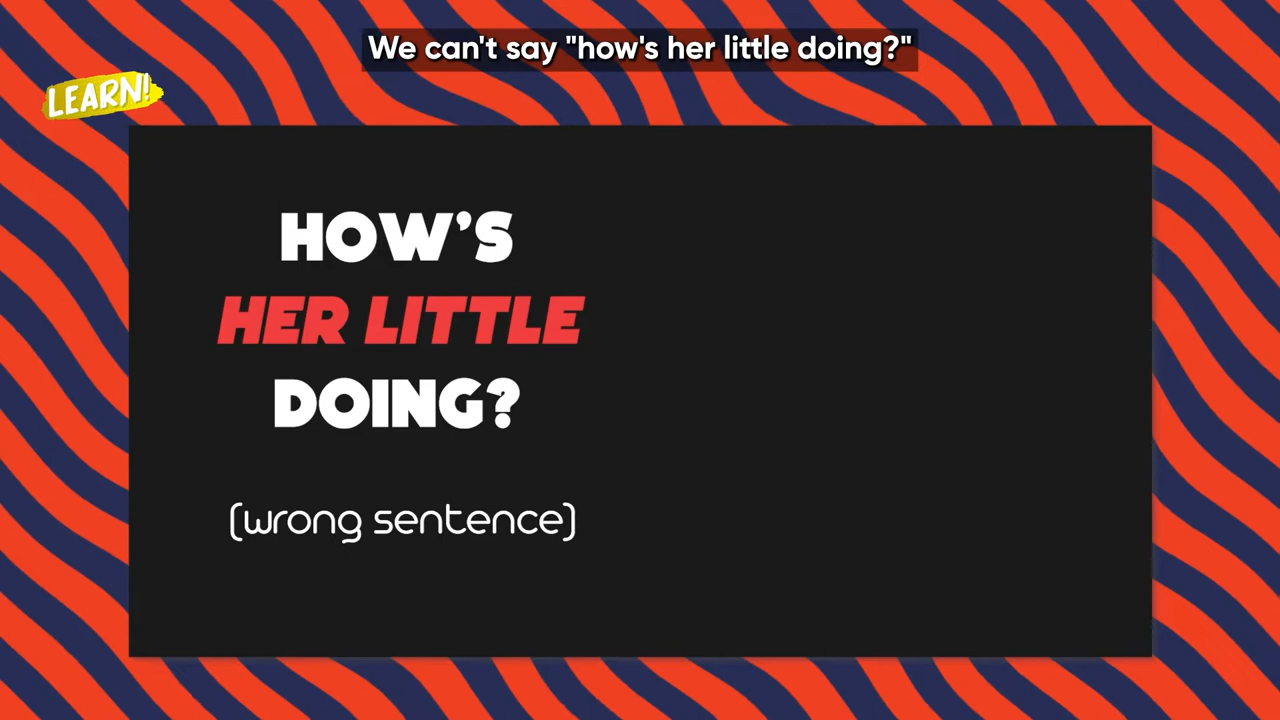 We can't say "how's her little doing?"
LEARN!
HOW'S
HER LITTLE
DOING?
(wrong sentence)